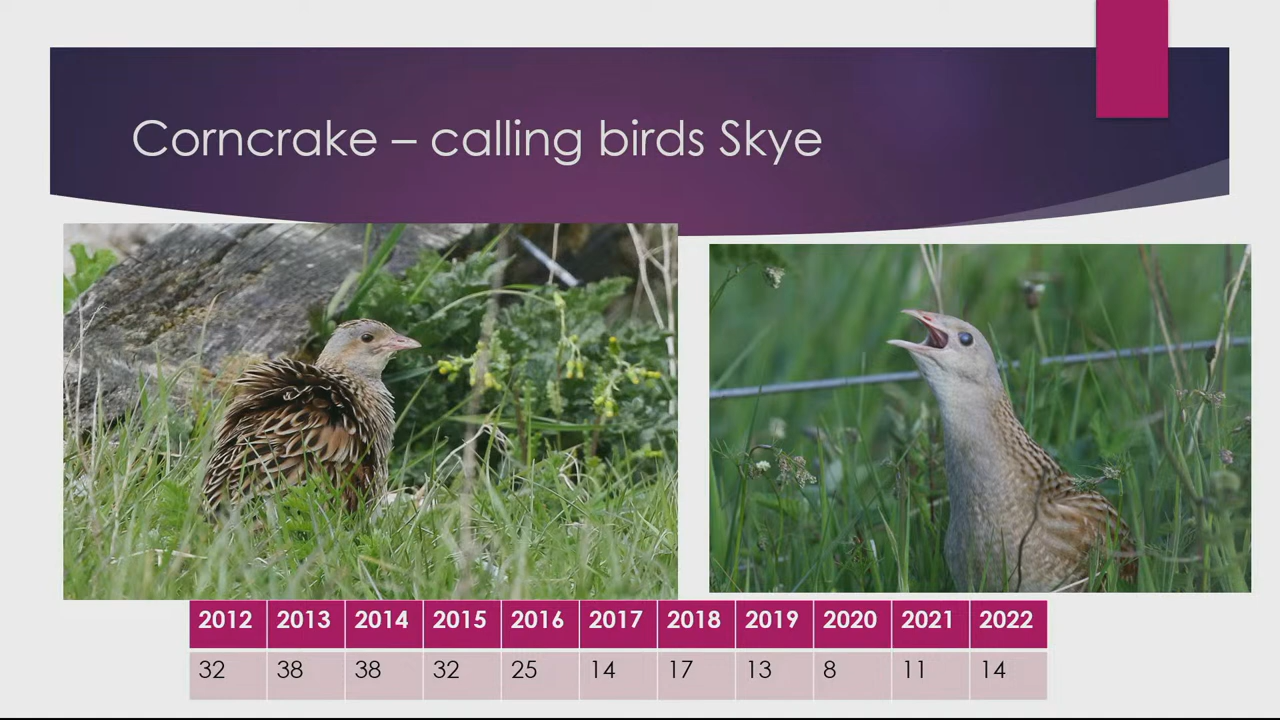 Corncrake – calling birds Skye
2012 2013 2014 2015 2016 2017 2018 2019 2020 2021 2022
32 38 38 32 25 14 17 13 8 11 14